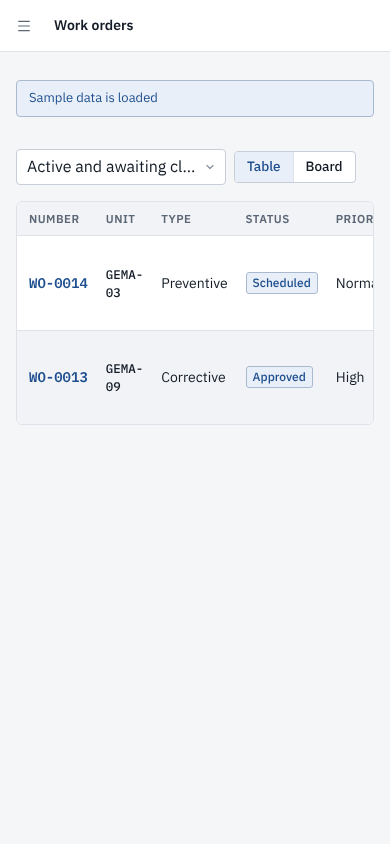 Work orders
Sample data is loaded
Active and awaiting cl... Table Board
NUMBER UNIT TYPE STATUS PRIOR
WO-0014 GEMA-03 Preventive Scheduled Norma
WO-0013 GEMA-09 Corrective Approved High